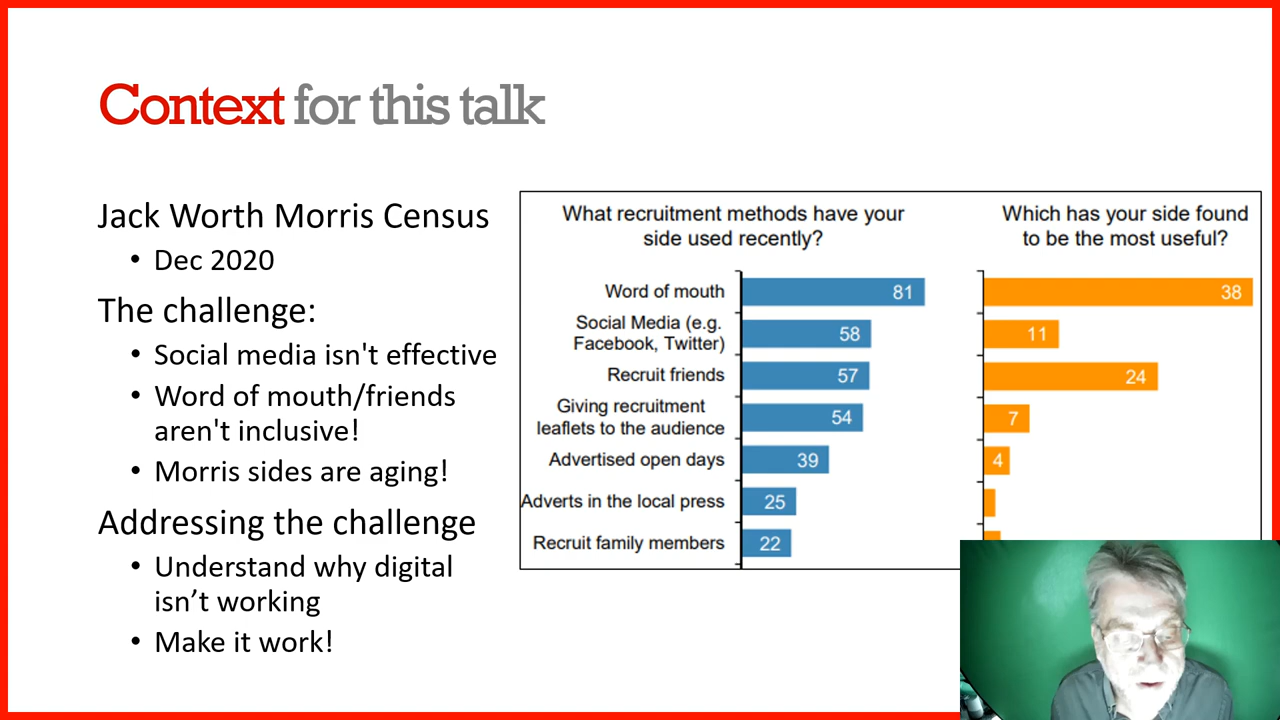 Context for this talk
Jack Worth Morris Census
• Dec 2020
The challenge:
• Social media isn't effective
• Word of mouth/friends
aren't inclusive!
• Morris sides are aging!
Addressing the challenge
• Understand why digital
isn’t working
• Make it work!
What recruitment methods have your
side used recently?
Which has your side found
to be the most useful?
Word of mouth 81 38
Social Media (e.g.
Facebook, Twitter) 58 11
Recruit friends 57 24
Giving recruitment
leaflets to the audience 54 7
Advertised open days 39 4
Adverts in the local press 25
Recruit family members 22